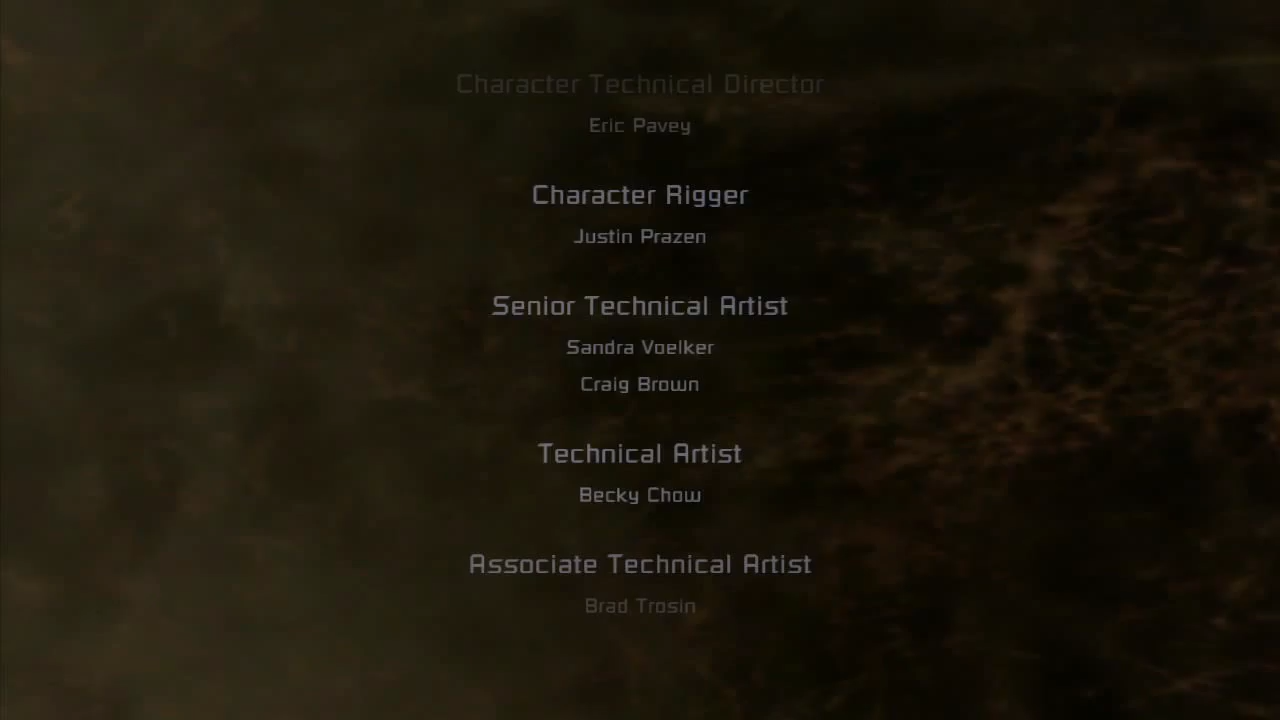 Character Technical Director
Eric Pavey
Character Rigger
Justin Prazen
Senior Technical Artist
Sandra Voelker
Craig Brown
Technical Artist
Becky Chow
Associate Technical Artist
Brad Trosin